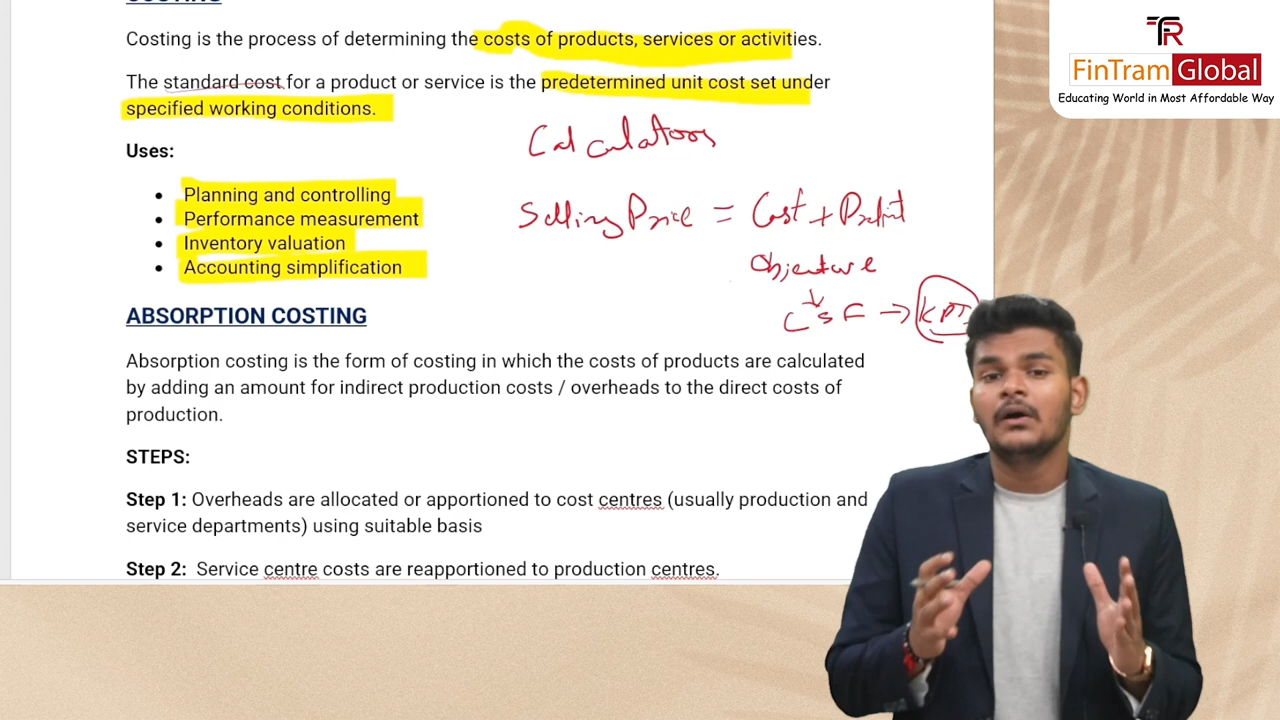 COSTING
Costing is the process of determining the costs of products, services or activities.
The standard cost for a product or service is the predetermined unit cost set under
specified working conditions.
Calculations
Uses:
• Planning and controlling
• Performance measurement
• Inventory valuation
• Accounting simplification
Selling Price = Cost + Profit
Objective
CSF → KPI
ABSORPTION COSTING
Absorption costing is the form of costing in which the costs of products are calculated
by adding an amount for indirect production costs / overheads to the direct costs of
production.
STEPS:
Step 1: Overheads are allocated or apportioned to cost centres (usually production and
service departments) using suitable basis
Step 2: Service centre costs are reapportioned to production centres.
FinTram Global
Educating World in Most Affordable Way